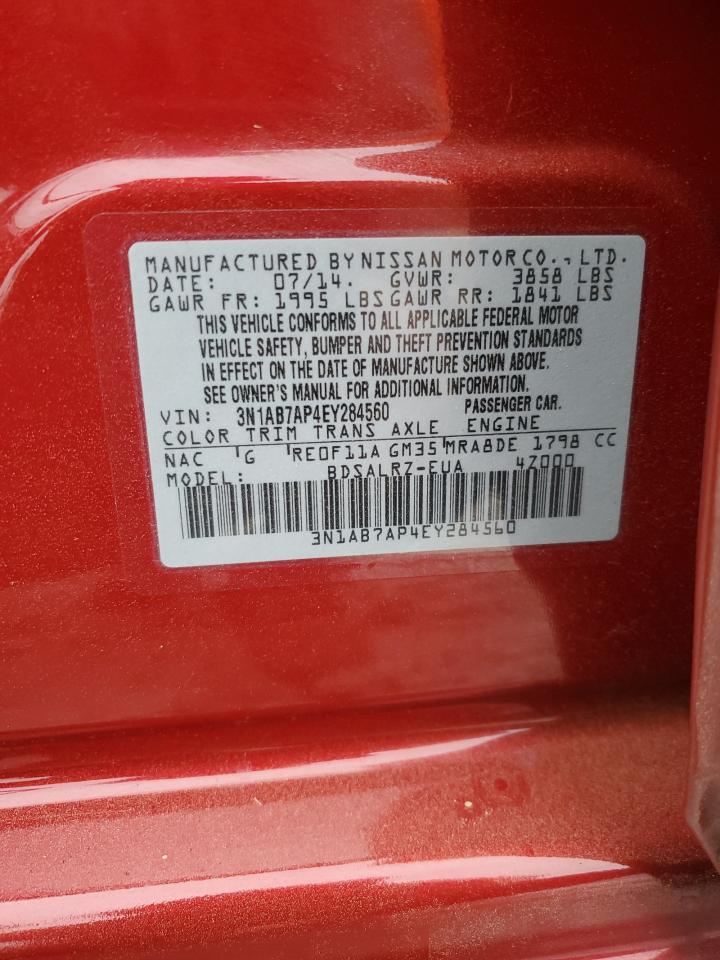 MANUFACTURED BY NISSAN MOTOR CO., LTD.
DATE: 07/14. GVWR: 3858 LBS
GAWR FR: 1995 LBS GAWR RR: 1841 LBS
THIS VEHICLE CONFORMS TO ALL APPLICABLE FEDERAL MOTOR
VEHICLE SAFETY, BUMPER AND THEFT PREVENTION STANDARDS
IN EFFECT ON THE DATE OF MANUFACTURE SHOWN ABOVE.
SEE OWNER'S MANUAL FOR ADDITIONAL INFORMATION.
VIN: 3N1AB7AP4EY284560 PASSENGER CAR.
COLOR TRIM TRANS AXLE ENGINE
NAC 'G 'RE0F11A GM35'MRA8DE 1798 CC
MODEL: BDSALRZ-EUA 4Z000
3N1AB7AP4EY284560